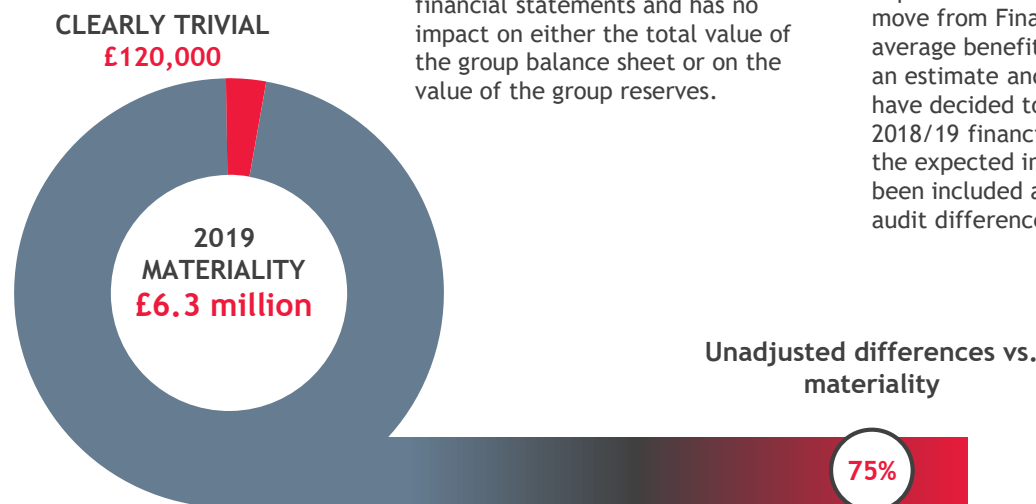 CLEARLY TRIVIAL
£120,000
financial statements and has no
impact on either the total value of
the group balance sheet or on the
value of the group reserves.
move from Fina
average benefit
an estimate and
have decided to
2018/19 financ
the expected i
been included a
audit difference
2019
MATERIALITY
£6.3 million
Unadjusted differences vs.
materiality
75%